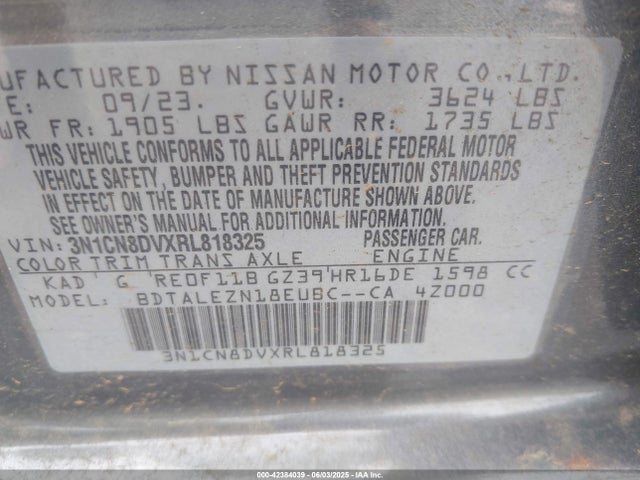 UFACTURED BY NISSAN MOTOR CO.,LTD.
E: 09/23. GVWR: 3624 LBS
WR FR: 1905 LBS GAWR RR: 1735 LBS
THIS VEHICLE CONFORMS TO ALL APPLICABLE FEDERAL MOTOR
VEHICLE SAFETY, BUMPER AND THEFT PREVENTION STANDARDS
IN EFFECT ON THE DATE OF MANUFACTURE SHOWN ABOVE.
SEE OWNER'S MANUAL FOR ADDITIONAL INFORMATION.
VIN: 3N1CN8DVXRL818325 PASSENGER CAR.
COLOR TRIM TRANS AXLE ENGINE
KAD G RE0F11B GZ39 HR16DE 1598 CC
MODEL: BDTALEZN18EUBC--CA 4Z000
3N1CN8DVXRL818325
000-42384039 | 06/03/2025 | IAA Inc.